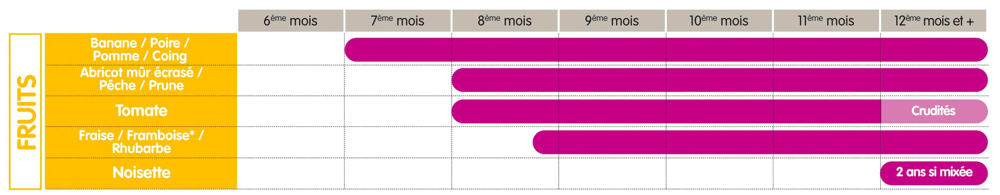 6ème mois
7ème mois
8ème mois
9ème mois
10ème mois
11ème mois
12ème mois et +
FRUITS
Banane / Poire /
Pomme / Coing
Abricot mûr écrasé /
Pêche / Prune
Tomate
Crudités
Fraise / Framboise* /
Rhubarbe
Noisette
2 ans si mixée